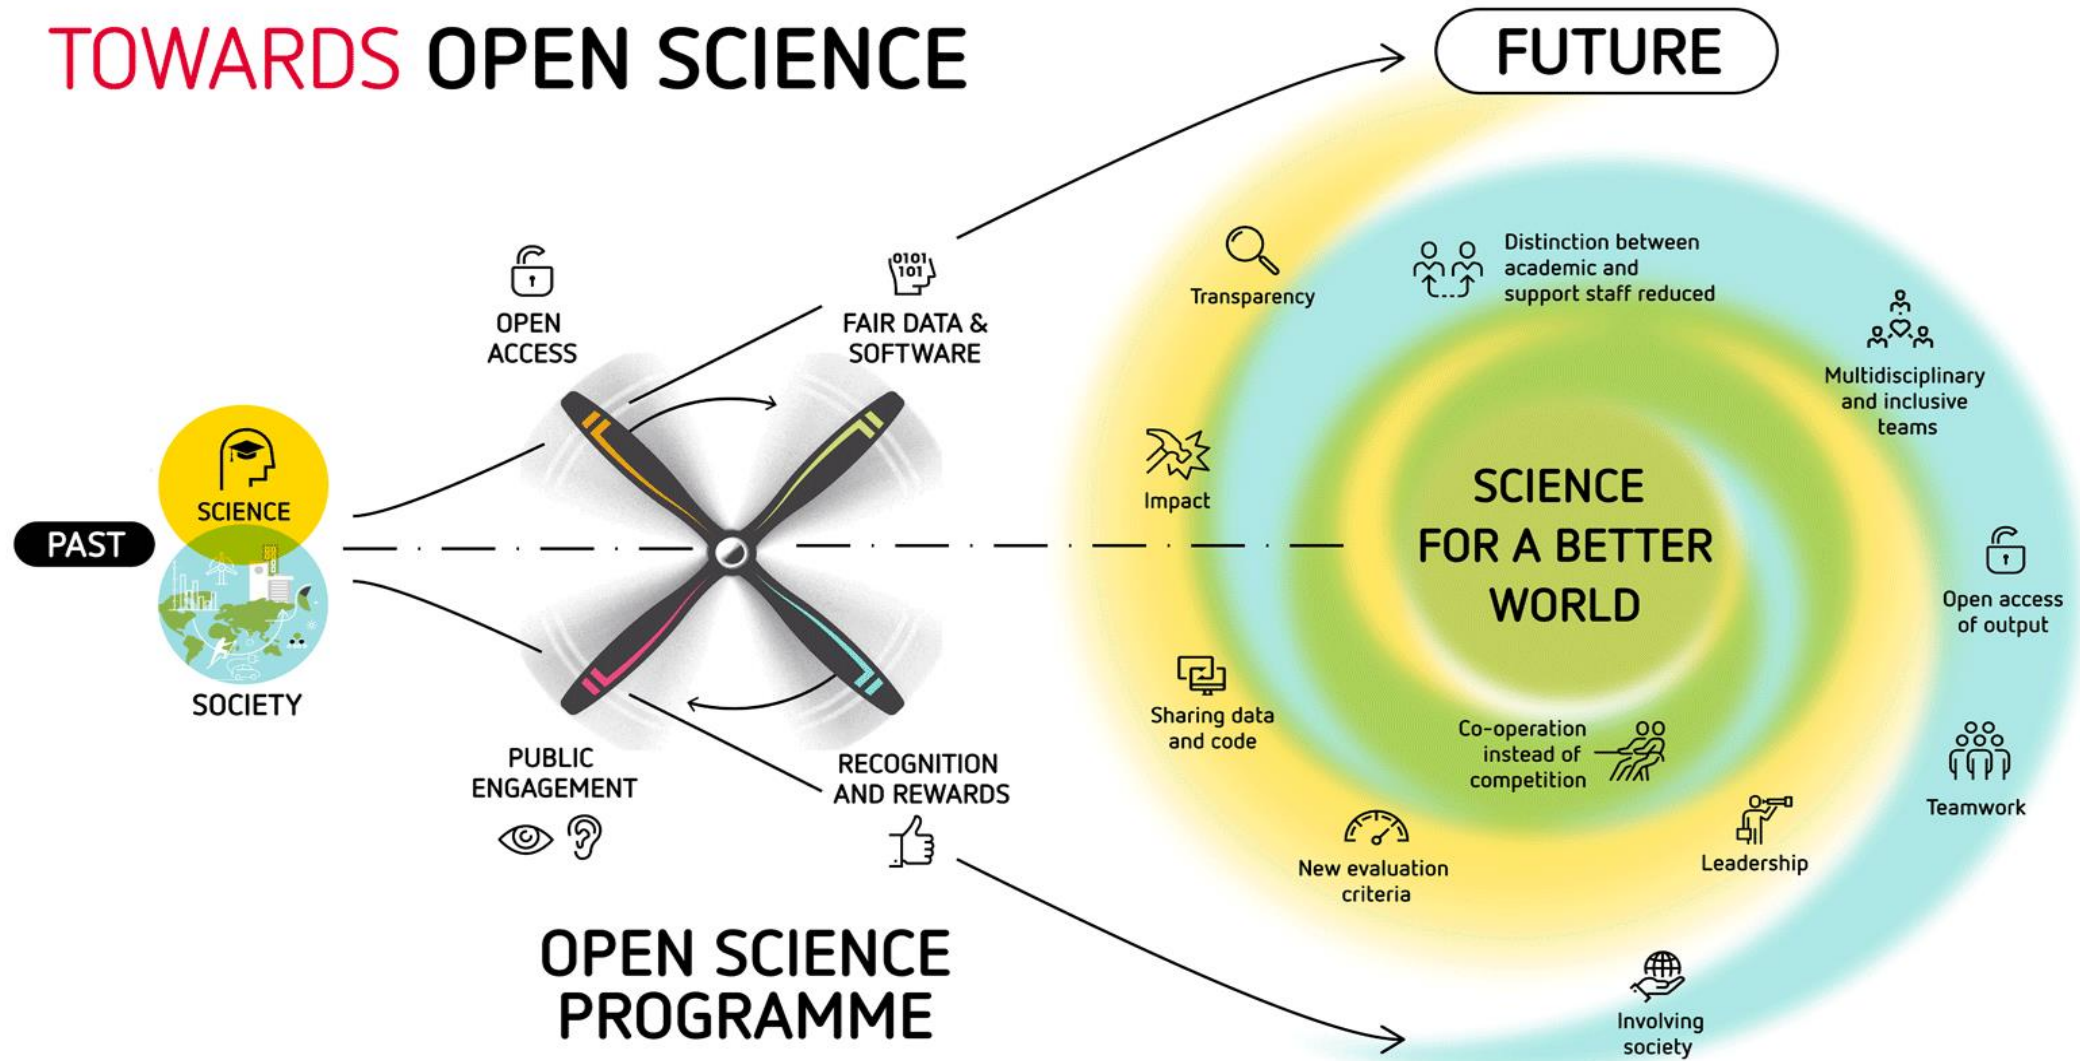 TOWARDS OPEN SCIENCE
FUTURE
PAST
SCIENCE
SOCIETY
OPEN
ACCESS
0101
101
FAIR DATA &
SOFTWARE
PUBLIC
ENGAGEMENT
RECOGNITION
AND REWARDS
OPEN SCIENCE
PROGRAMME
Transparency
Distinction between
academic and
support staff reduced
Multidisciplinary
and inclusive
teams
Impact
SCIENCE
FOR A BETTER
WORLD
Open access
of output
Sharing data
and code
Co-operation
instead of
competition
Teamwork
New evaluation
criteria
Leadership
Involving
society